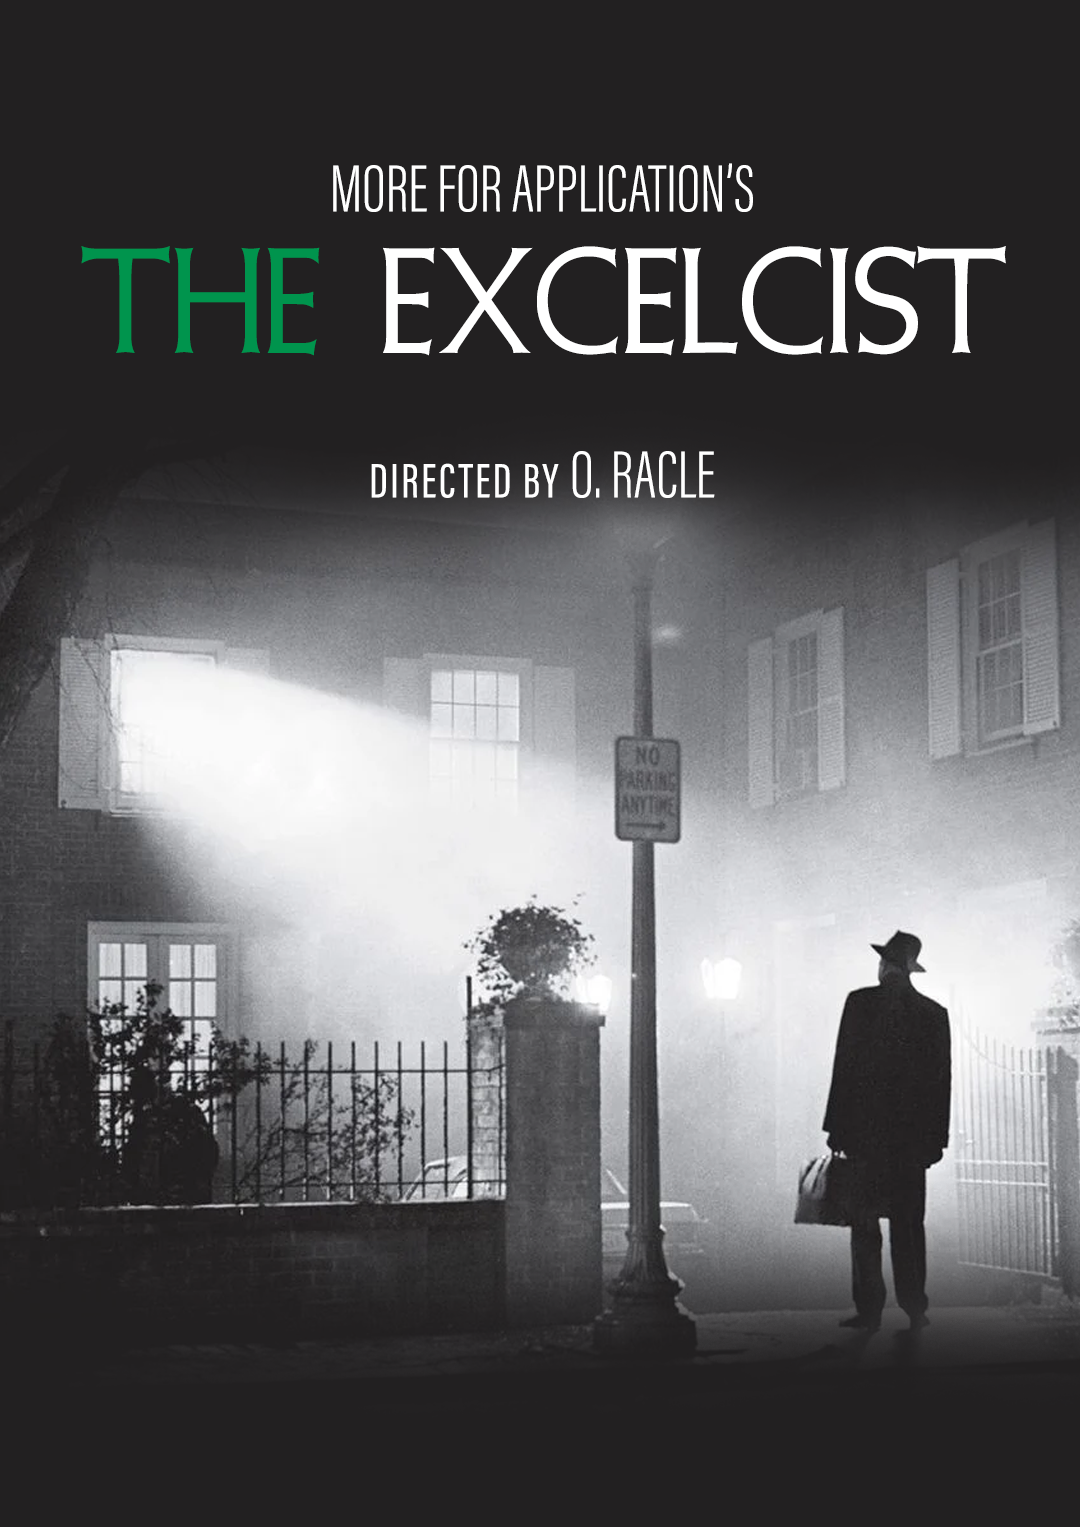 MORE FOR APPLICATION'S
THE EXCELCIST
DIRECTED BY O. RACLE
NO
PARKING
ANYTIME